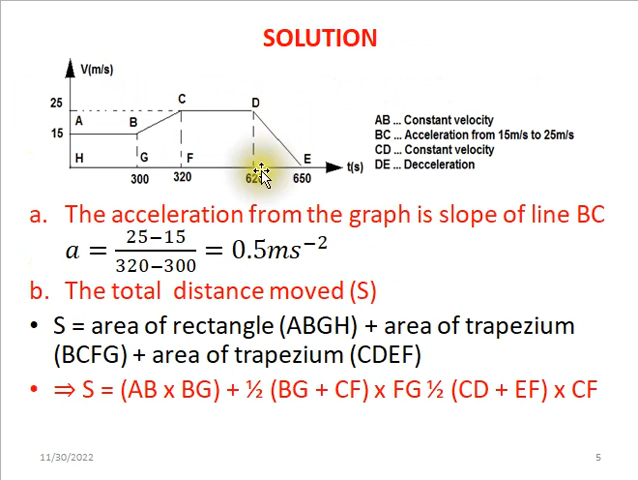 SOLUTION
V(m/s)
25
15
A
B
C
D
H
G
F
E
t(s)
300
320
650
AB ... Constant velocity
BC ... Acceleration from 15m/s to 25m/s
CD ... Constant velocity
DE ... Decceleration
a. The acceleration from the graph is slope of line BC
a = 25−15 / 320−300 = 0.5ms⁻²
b. The total distance moved (S)
• S = area of rectangle (ABGH) + area of trapezium
(BCFG) + area of trapezium (CDEF)
• ⇒ S = (AB x BG) + ½ (BG + CF) x FG ½ (CD + EF) x CF
11/30/2022
5